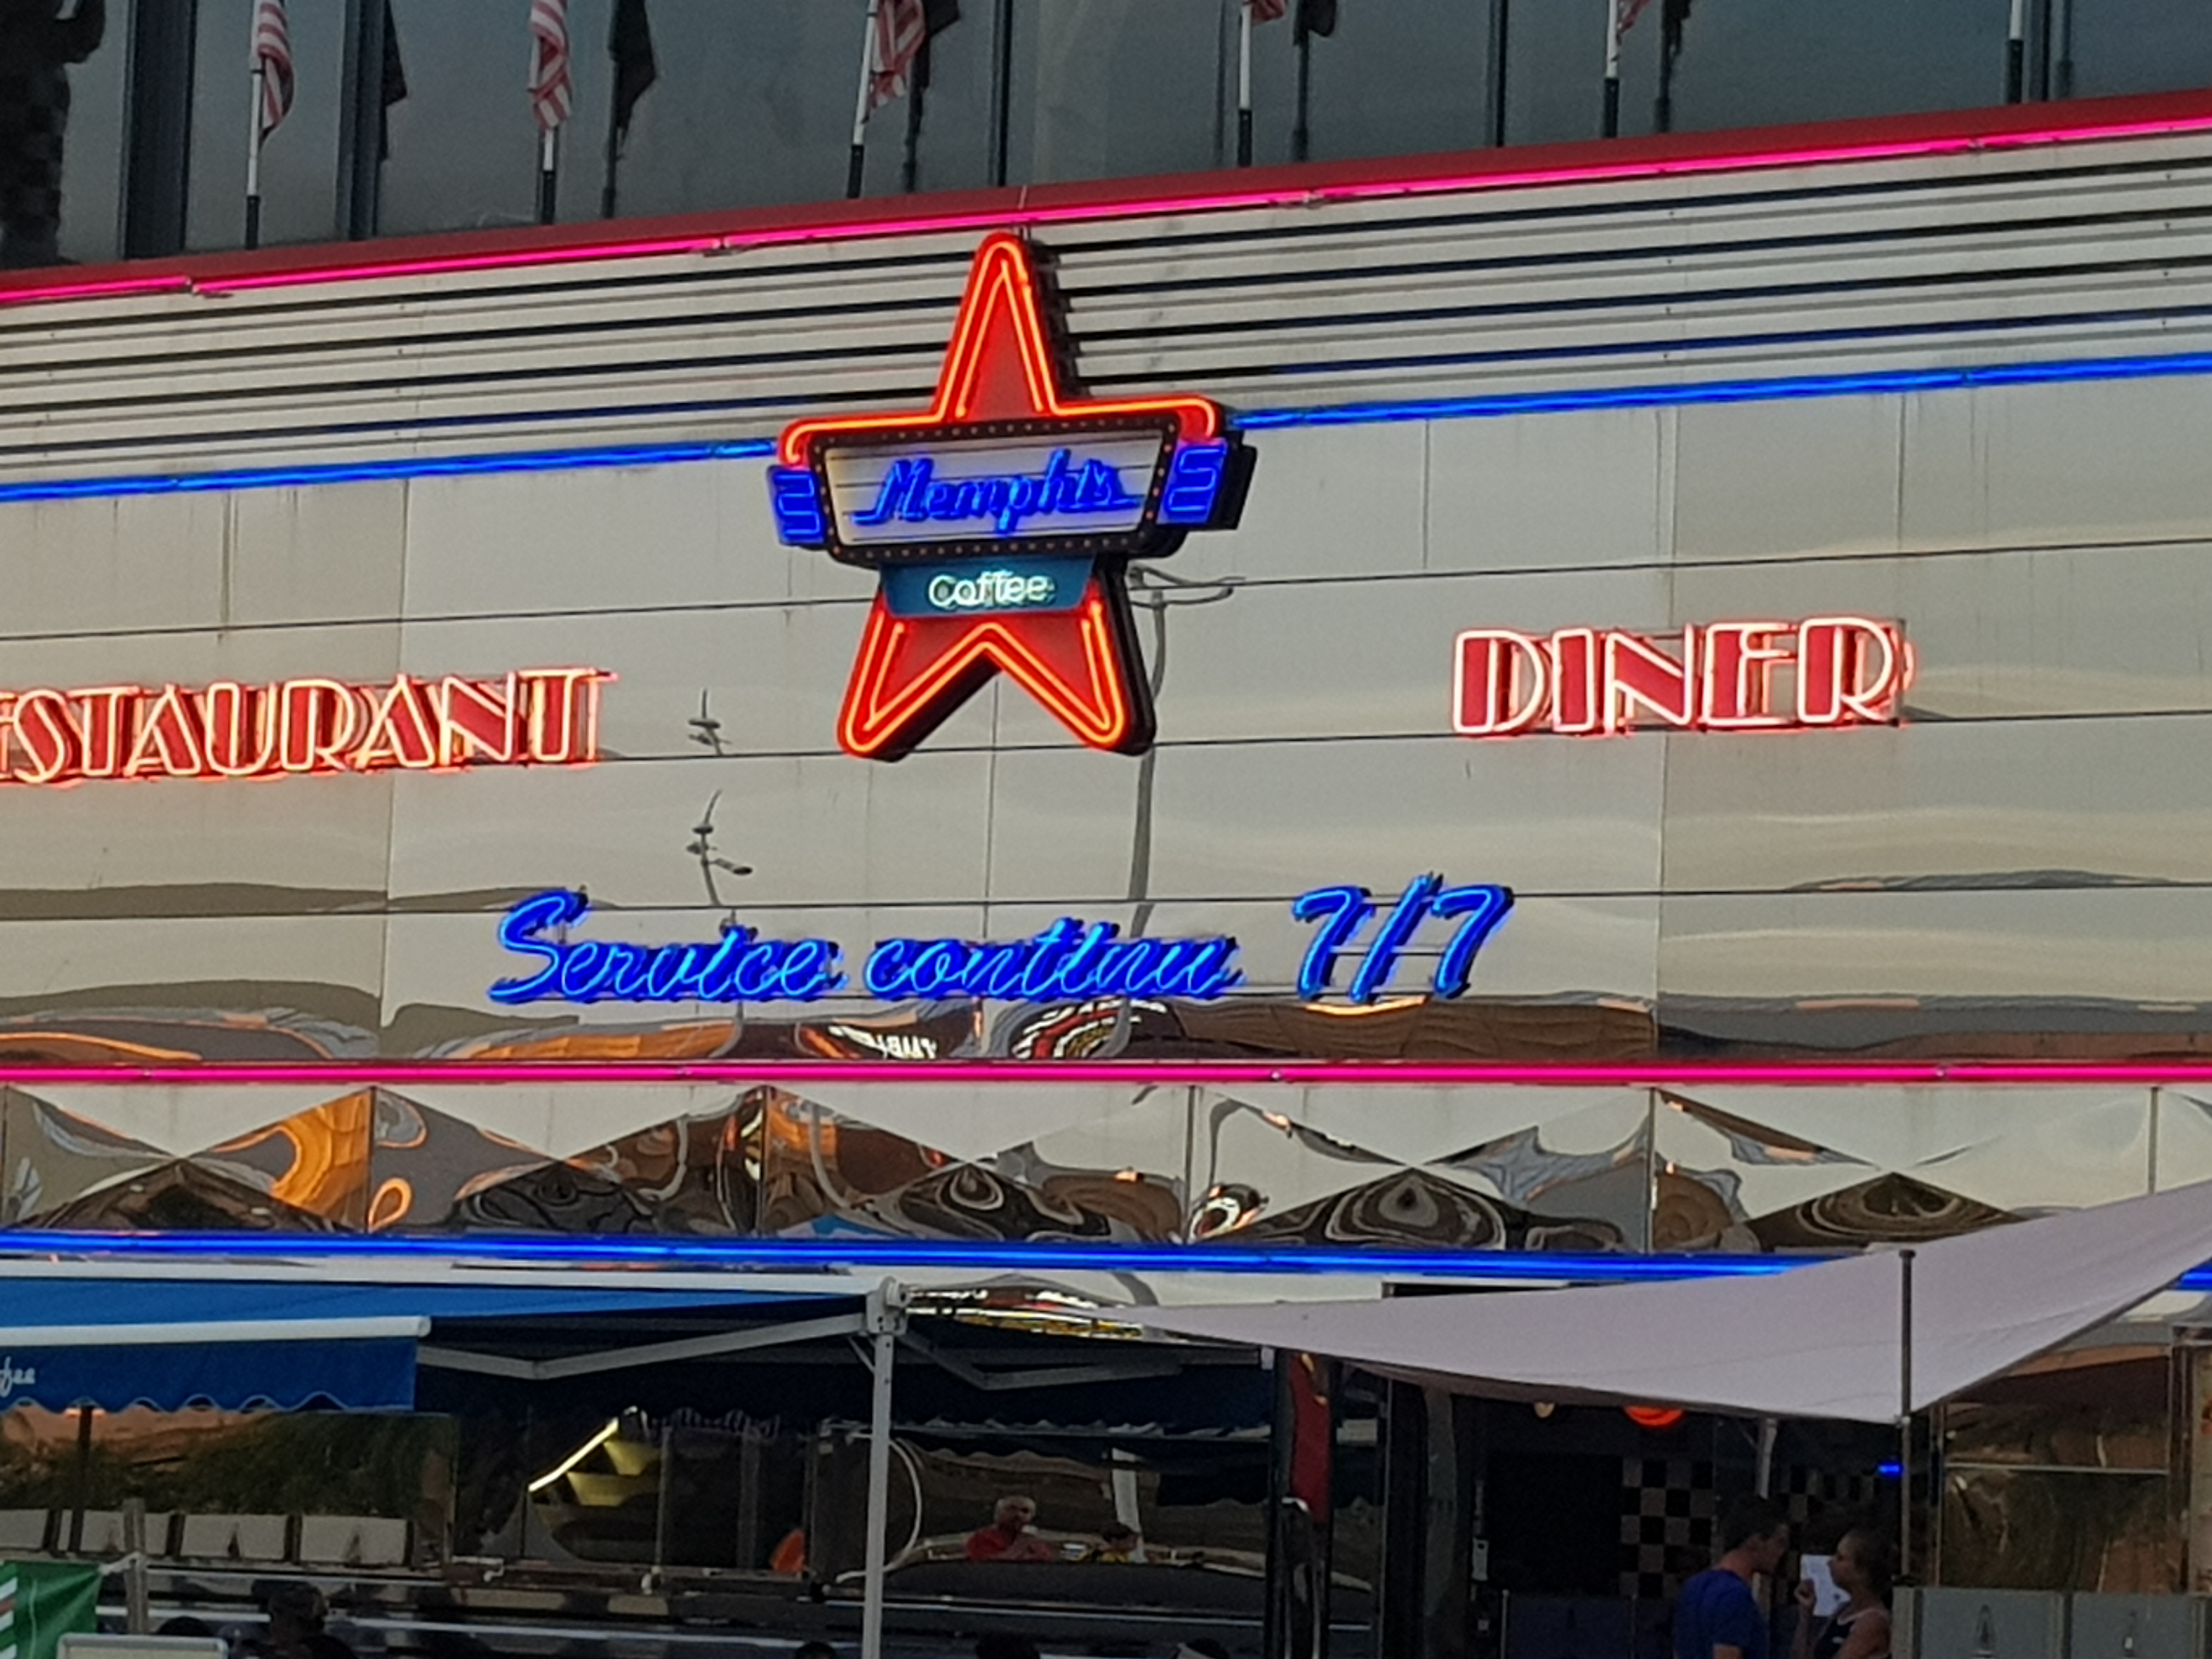 Memphis
Coffee
ESTAURANT
DINER
Service continu 7/7